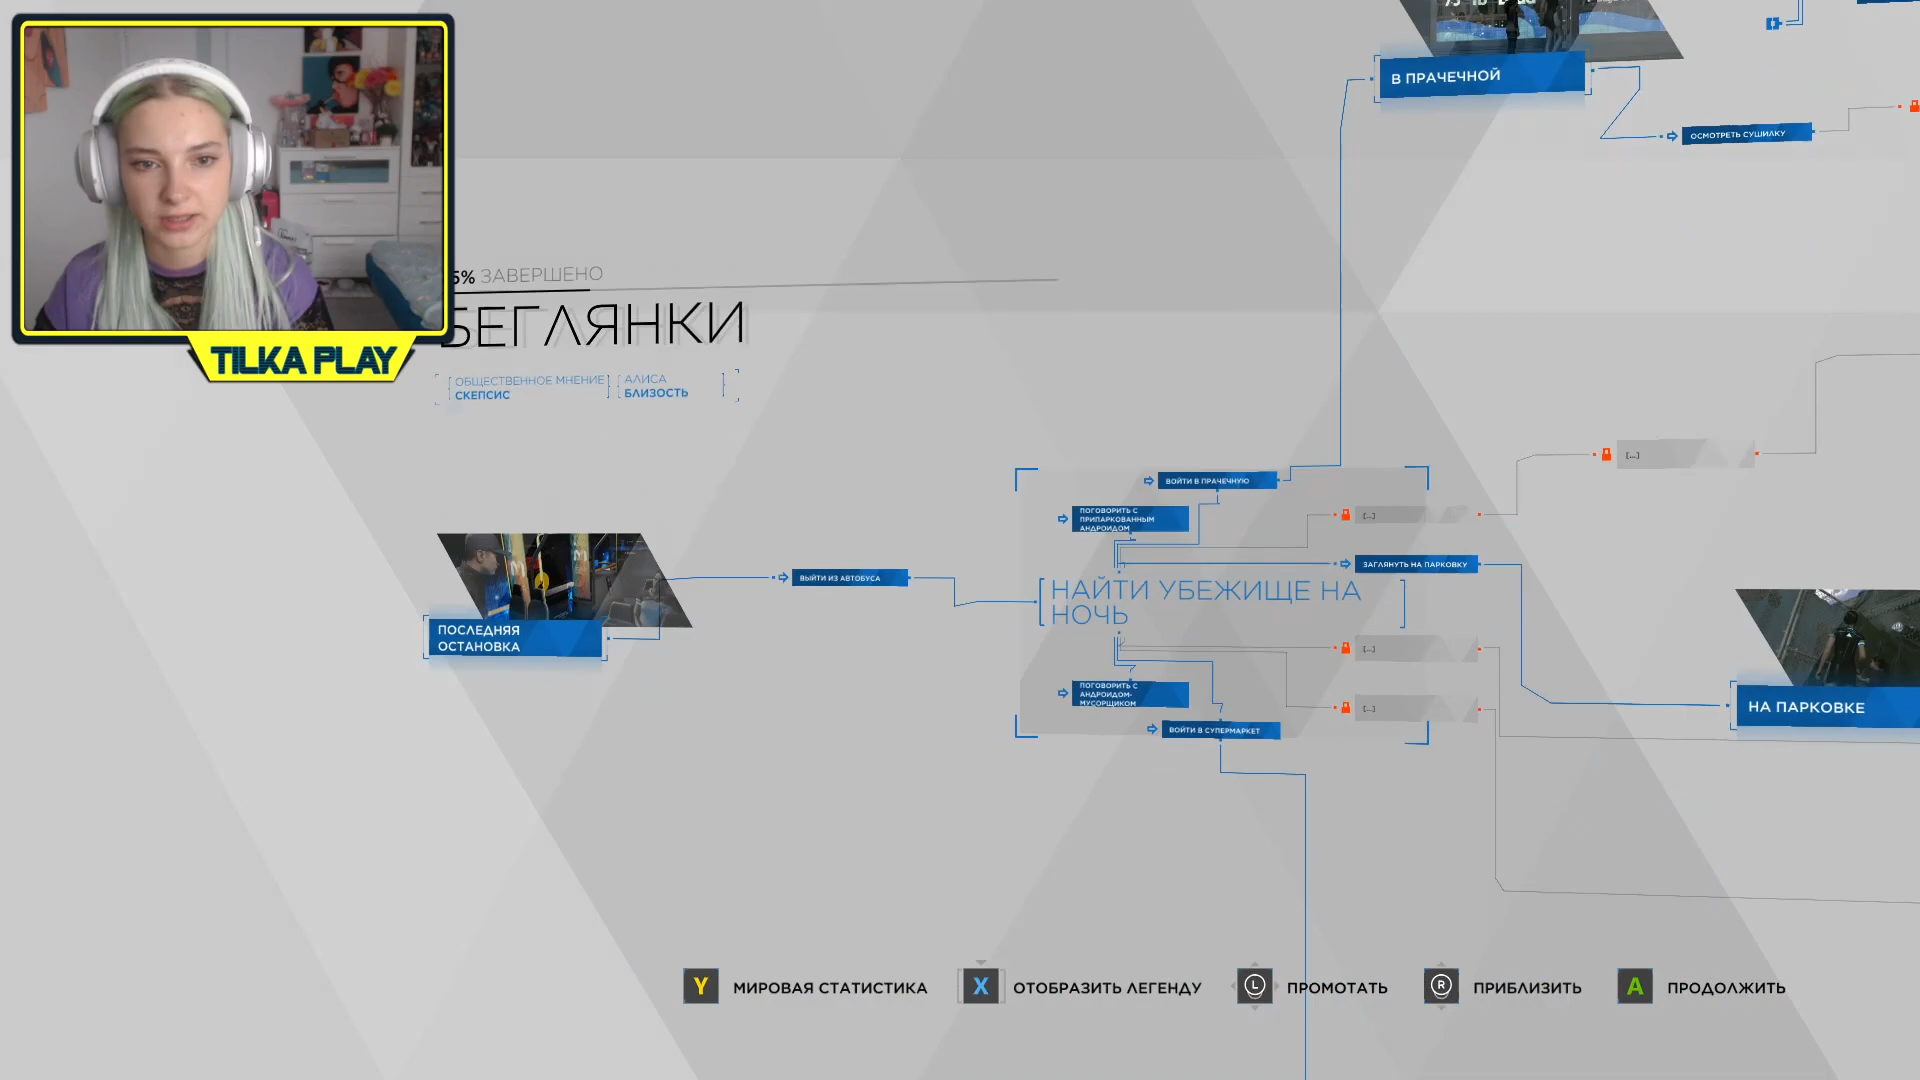 В ПРАЧЕЧНОЙ
ОСМОТРЕТЬ СУШИЛКУ
5% ЗАВЕРШЕНО
БЕГЛЯНКИ
TILKA PLAY
ОБЩЕСТВЕННОЕ МНЕНИЕ
СКЕПСИС
АЛИСА
БЛИЗОСТЬ
[...]
ВОЙТИ В ПРАЧЕЧНУЮ
ПОГОВОРИТЬ С
ПРИПАРКОВАННЫМ
АНДРОИДОМ
[...]
ЗАГЛЯНУТЬ НА ПАРКОВКУ
ВЫЙТИ ИЗ АВТОБУСА
НАЙТИ УБЕЖИЩЕ НА
НОЧЬ
ПОСЛЕДНЯЯ
ОСТАНОВКА
[...]
ПОГОВОРИТЬ С
АНДРОИДОМ-
МУСОРЩИКОМ
[...]
НА ПАРКОВКЕ
ВОЙТИ В СУПЕРМАРКЕТ
Y МИРОВАЯ СТАТИСТИКА
X ОТОБРАЗИТЬ ЛЕГЕНДУ
L ПРОМОТАТЬ
R ПРИБЛИЗИТЬ
A ПРОДОЛЖИТЬ